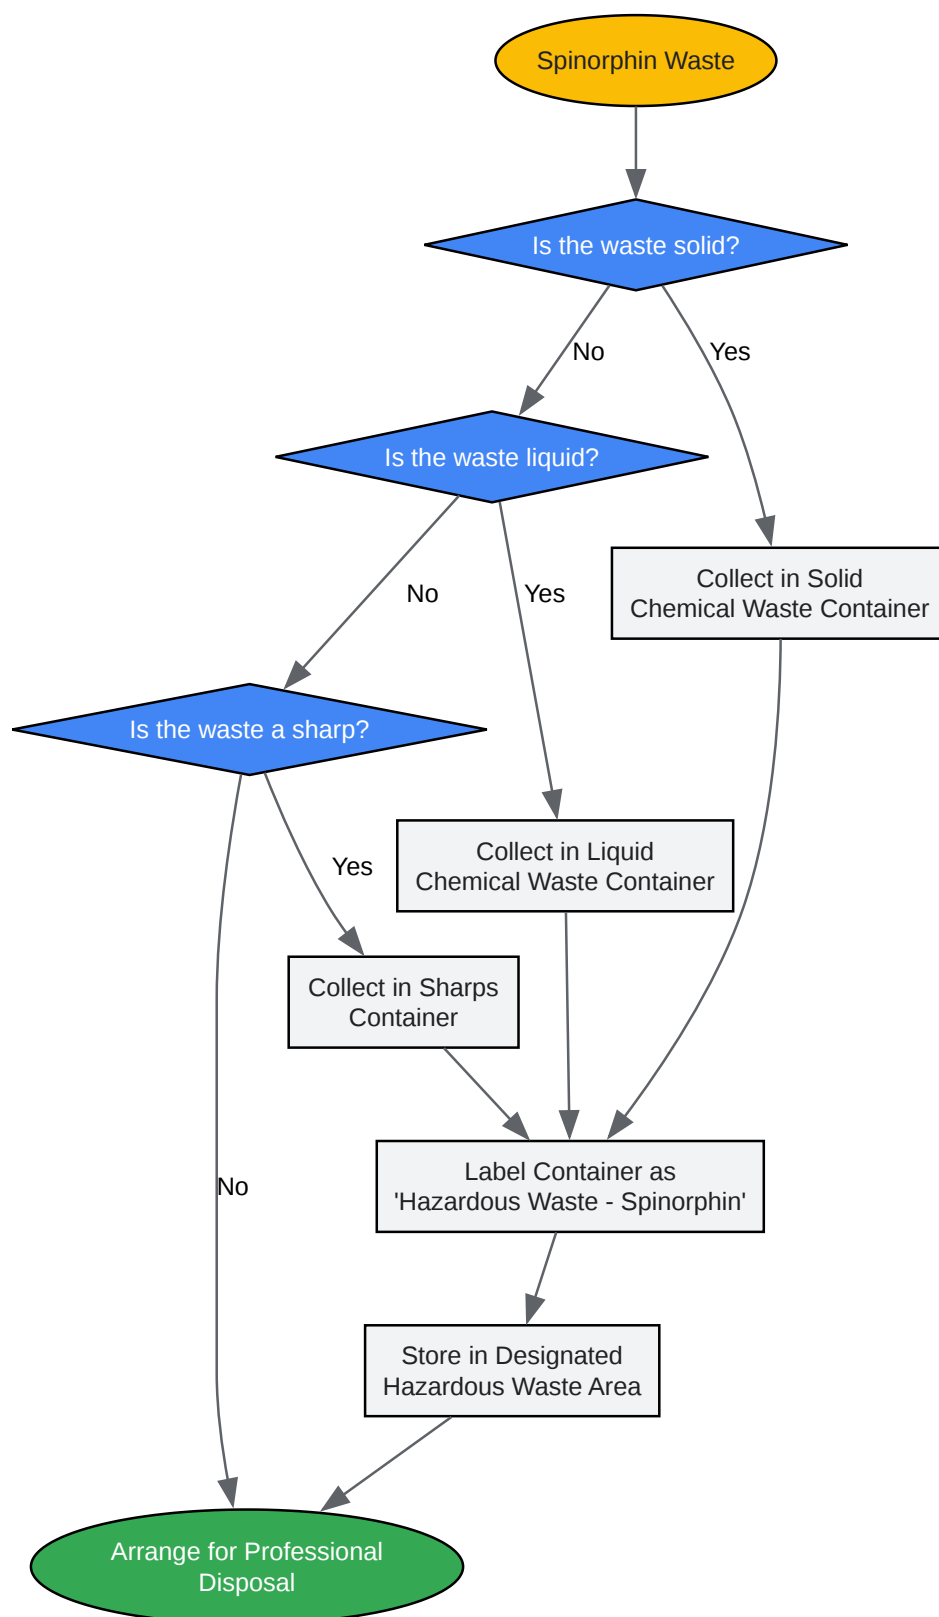 Spinorphin Waste
Is the waste solid?
No
Yes
Is the waste liquid?
Collect in Solid
Chemical Waste Container
No
Yes
Is the waste a sharp?
Collect in Liquid
Chemical Waste Container
Yes
Collect in Sharps
Container
Label Container as
'Hazardous Waste - Spinorphin'
No
Store in Designated
Hazardous Waste Area
Arrange for Professional
Disposal